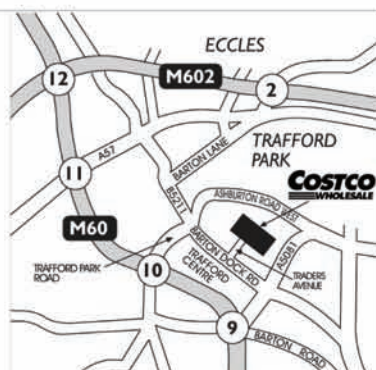 ECCLES
12
M602
2
TRAFFORD
PARK
A57
BARTON LANE
11
B5211
ASHBURTON ROAD WEST
COSTCO
WHOLESALE
M60
TRAFFORD PARK
ROAD
BARTON DOCK RD
TRAFFORD
CENTRE
A5081
TRADERS
AVENUE
10
9
BARTON ROAD